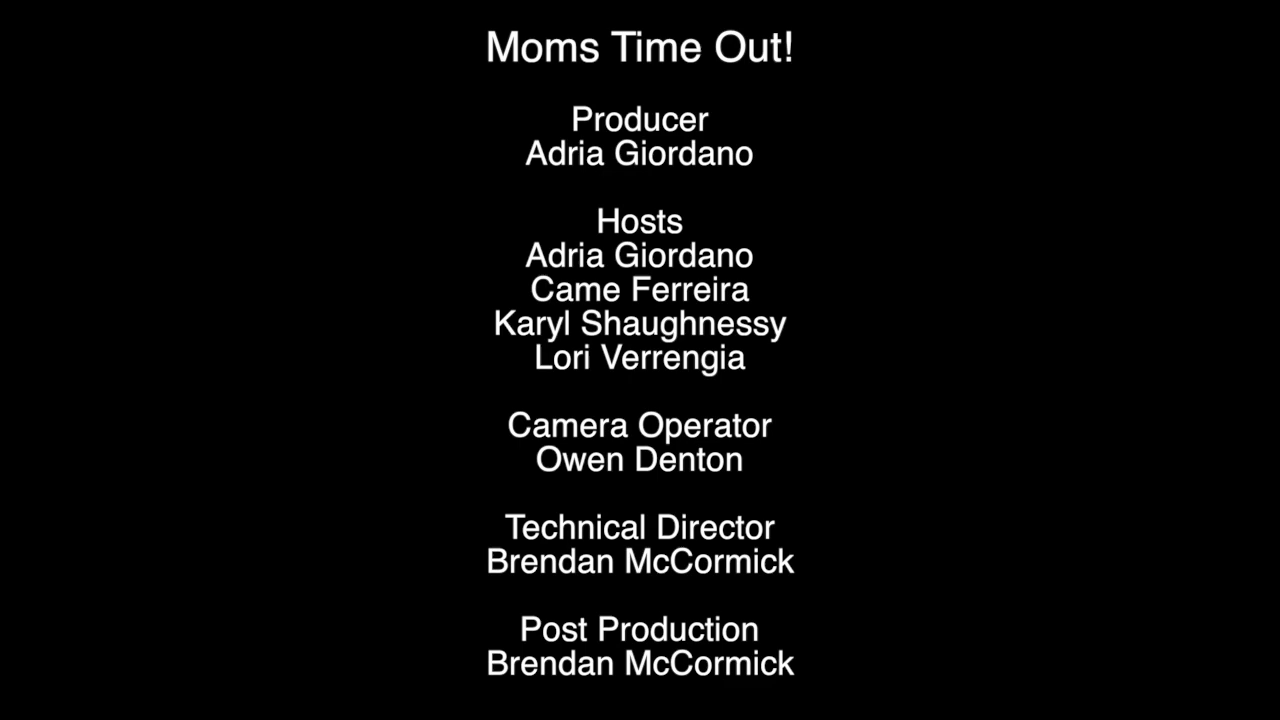 Moms Time Out!
Producer
Adria Giordano
Hosts
Adria Giordano
Came Ferreira
Karyl Shaughnessy
Lori Verrengia
Camera Operator
Owen Denton
Technical Director
Brendan McCormick
Post Production
Brendan McCormick